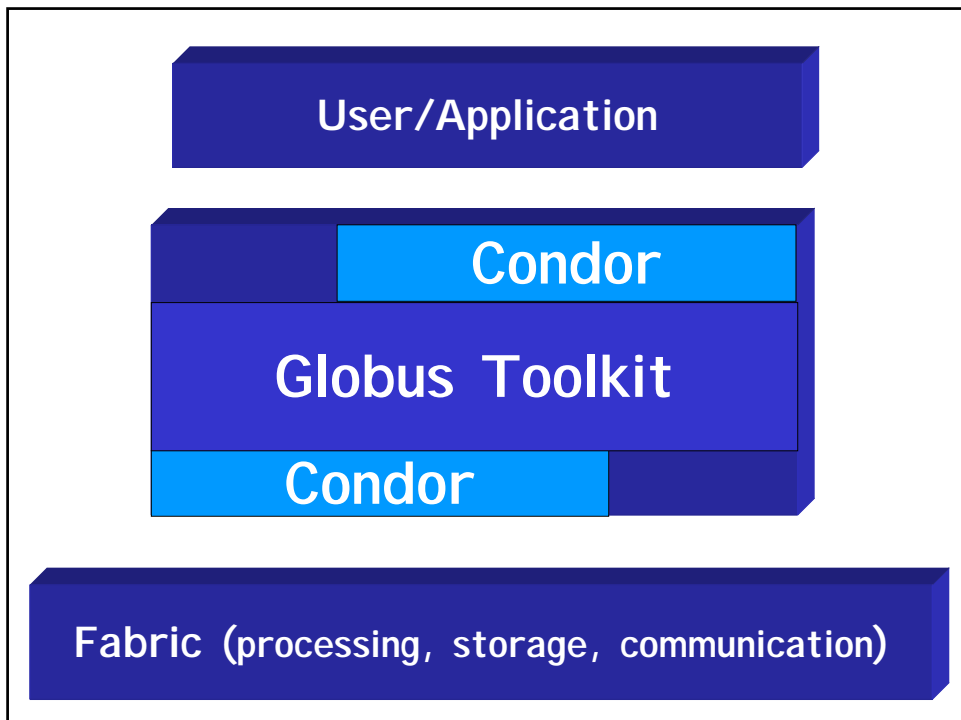 User/Application
Condor
Globus Toolkit
Condor
Fabric (processing, storage, communication)